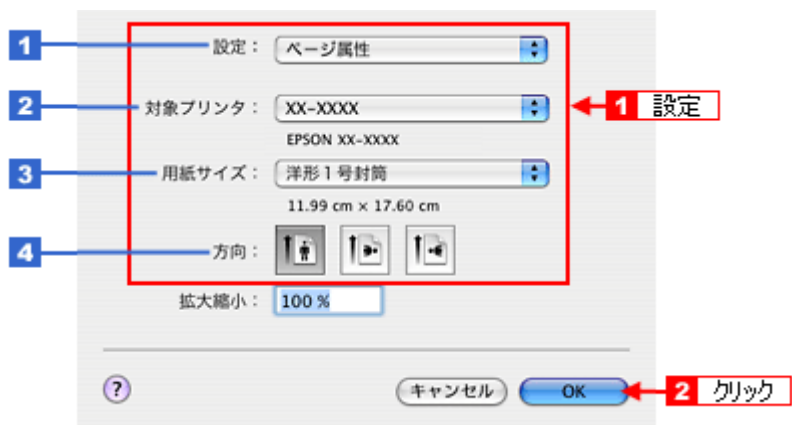 1 設定： ページ属性
2 対象プリンタ： XX-XXXX 1 設定
EPSON XX-XXXX
3 用紙サイズ： 洋形1号封筒
11.99 cm × 17.60 cm
4 方向：
拡大縮小： 100 %
? キャンセル OK 2 クリック